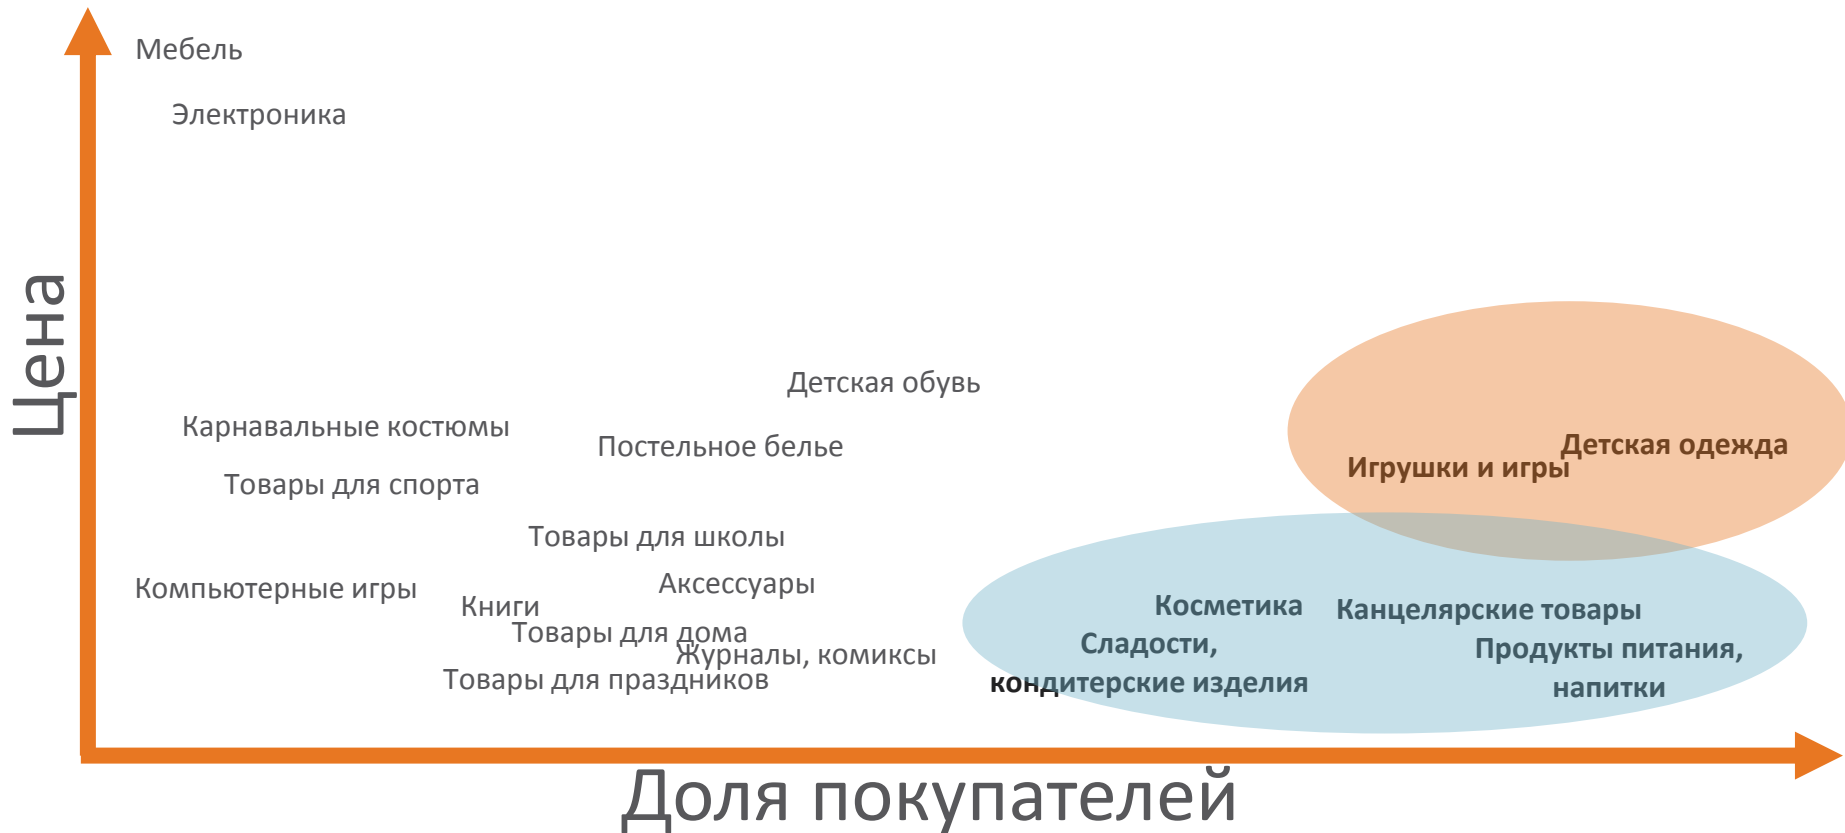 Мебель
Электроника
Цена
Детская обувь
Карнавальные костюмы
Постельное белье
Детская одежда
Игрушки и игры
Товары для спорта
Товары для школы
Аксессуары
Компьютерные игры
Книги
Косметика
Канцелярские товары
Товары для дома
Сладости,
кондитерские изделия
Продукты питания,
напитки
Журналы, комиксы
Товары для праздников
Доля покупателей